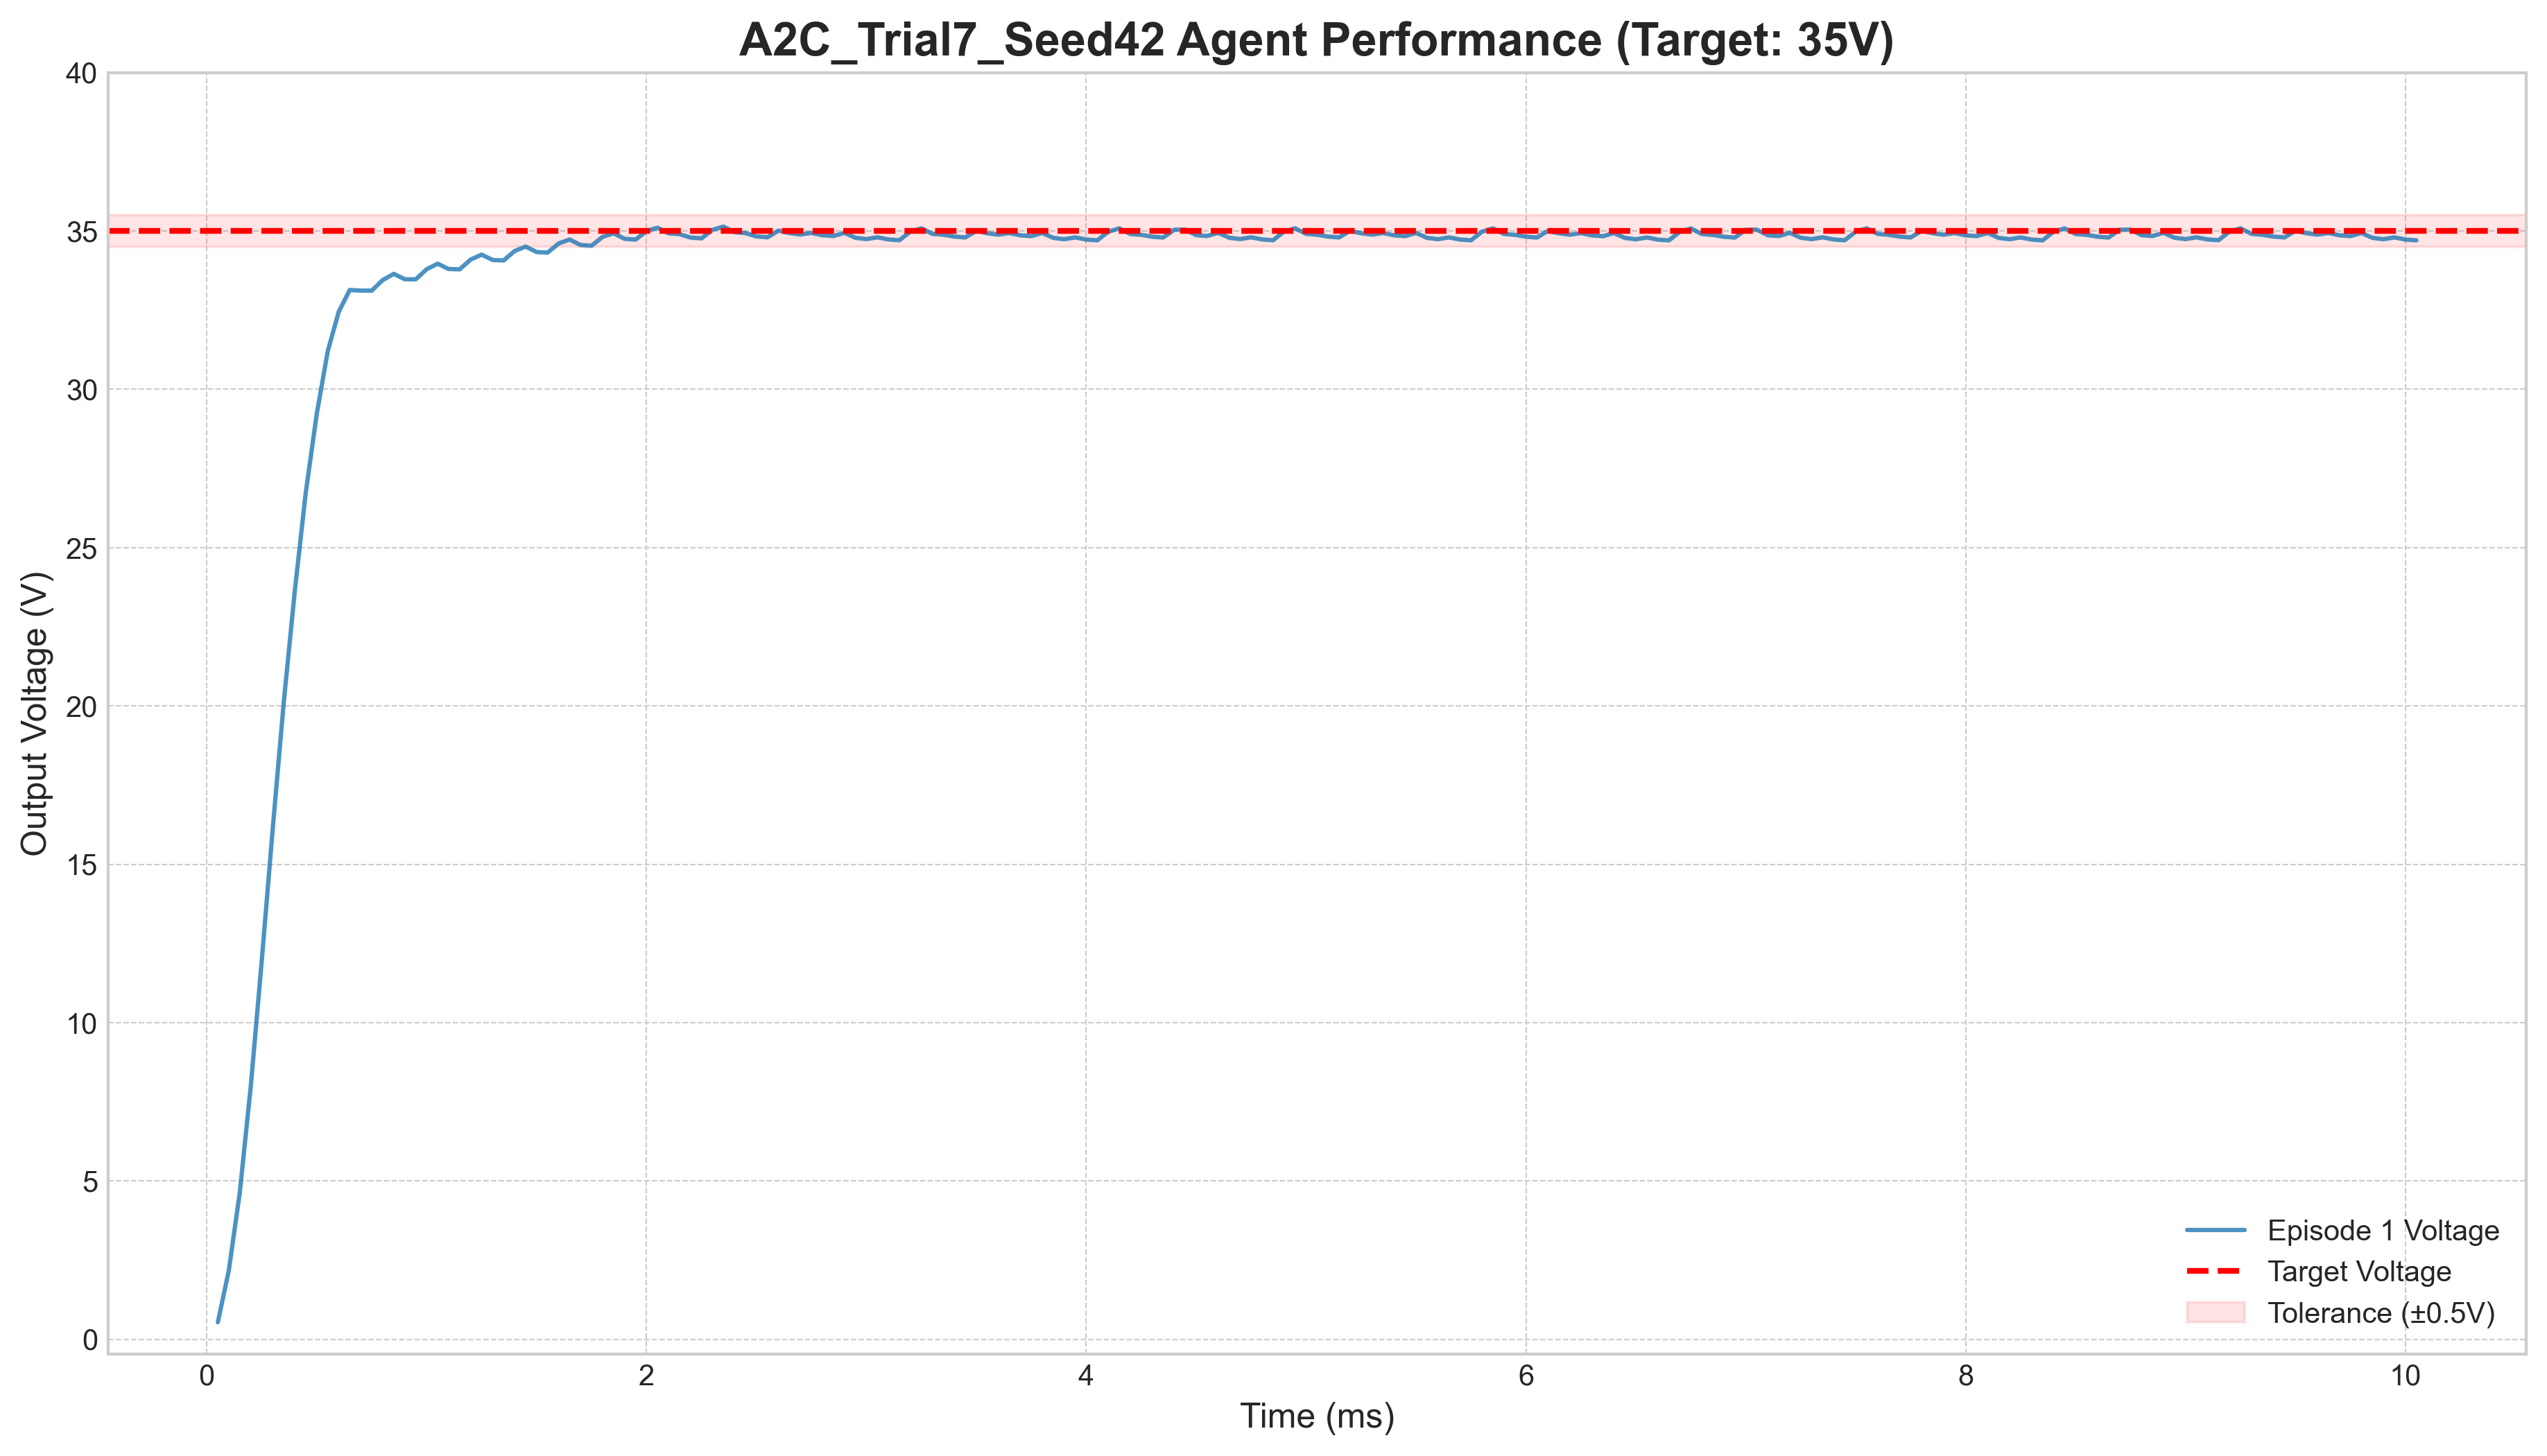 A2C_Trial7_Seed42 Agent Performance (Target: 35V)
40
35
30
25
20
15
10
5
0
Output Voltage (V)
0 2 4 6 8 10
Time (ms)
Episode 1 Voltage
Target Voltage
Tolerance (±0.5V)